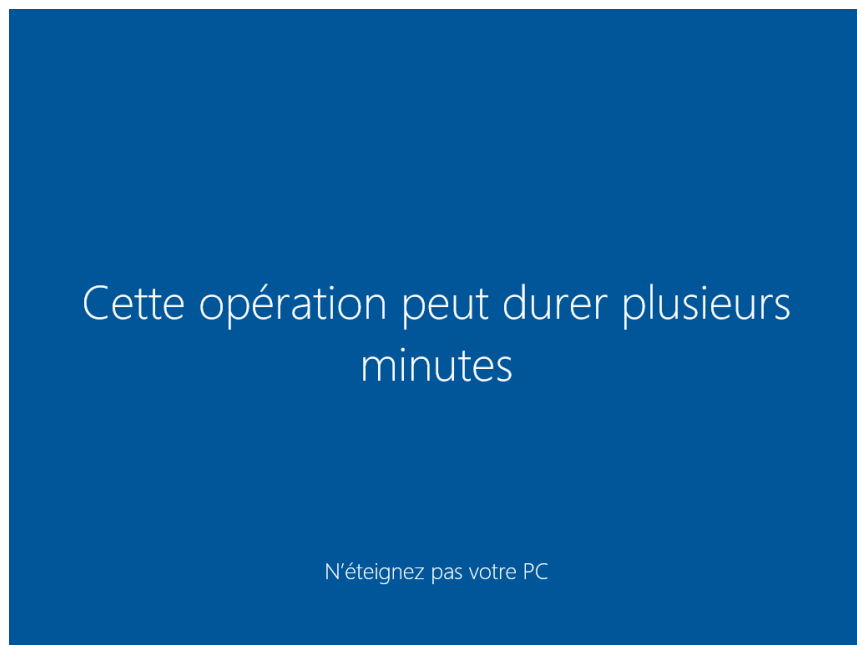 Cette opération peut durer plusieurs
minutes
N’éteignez pas votre PC